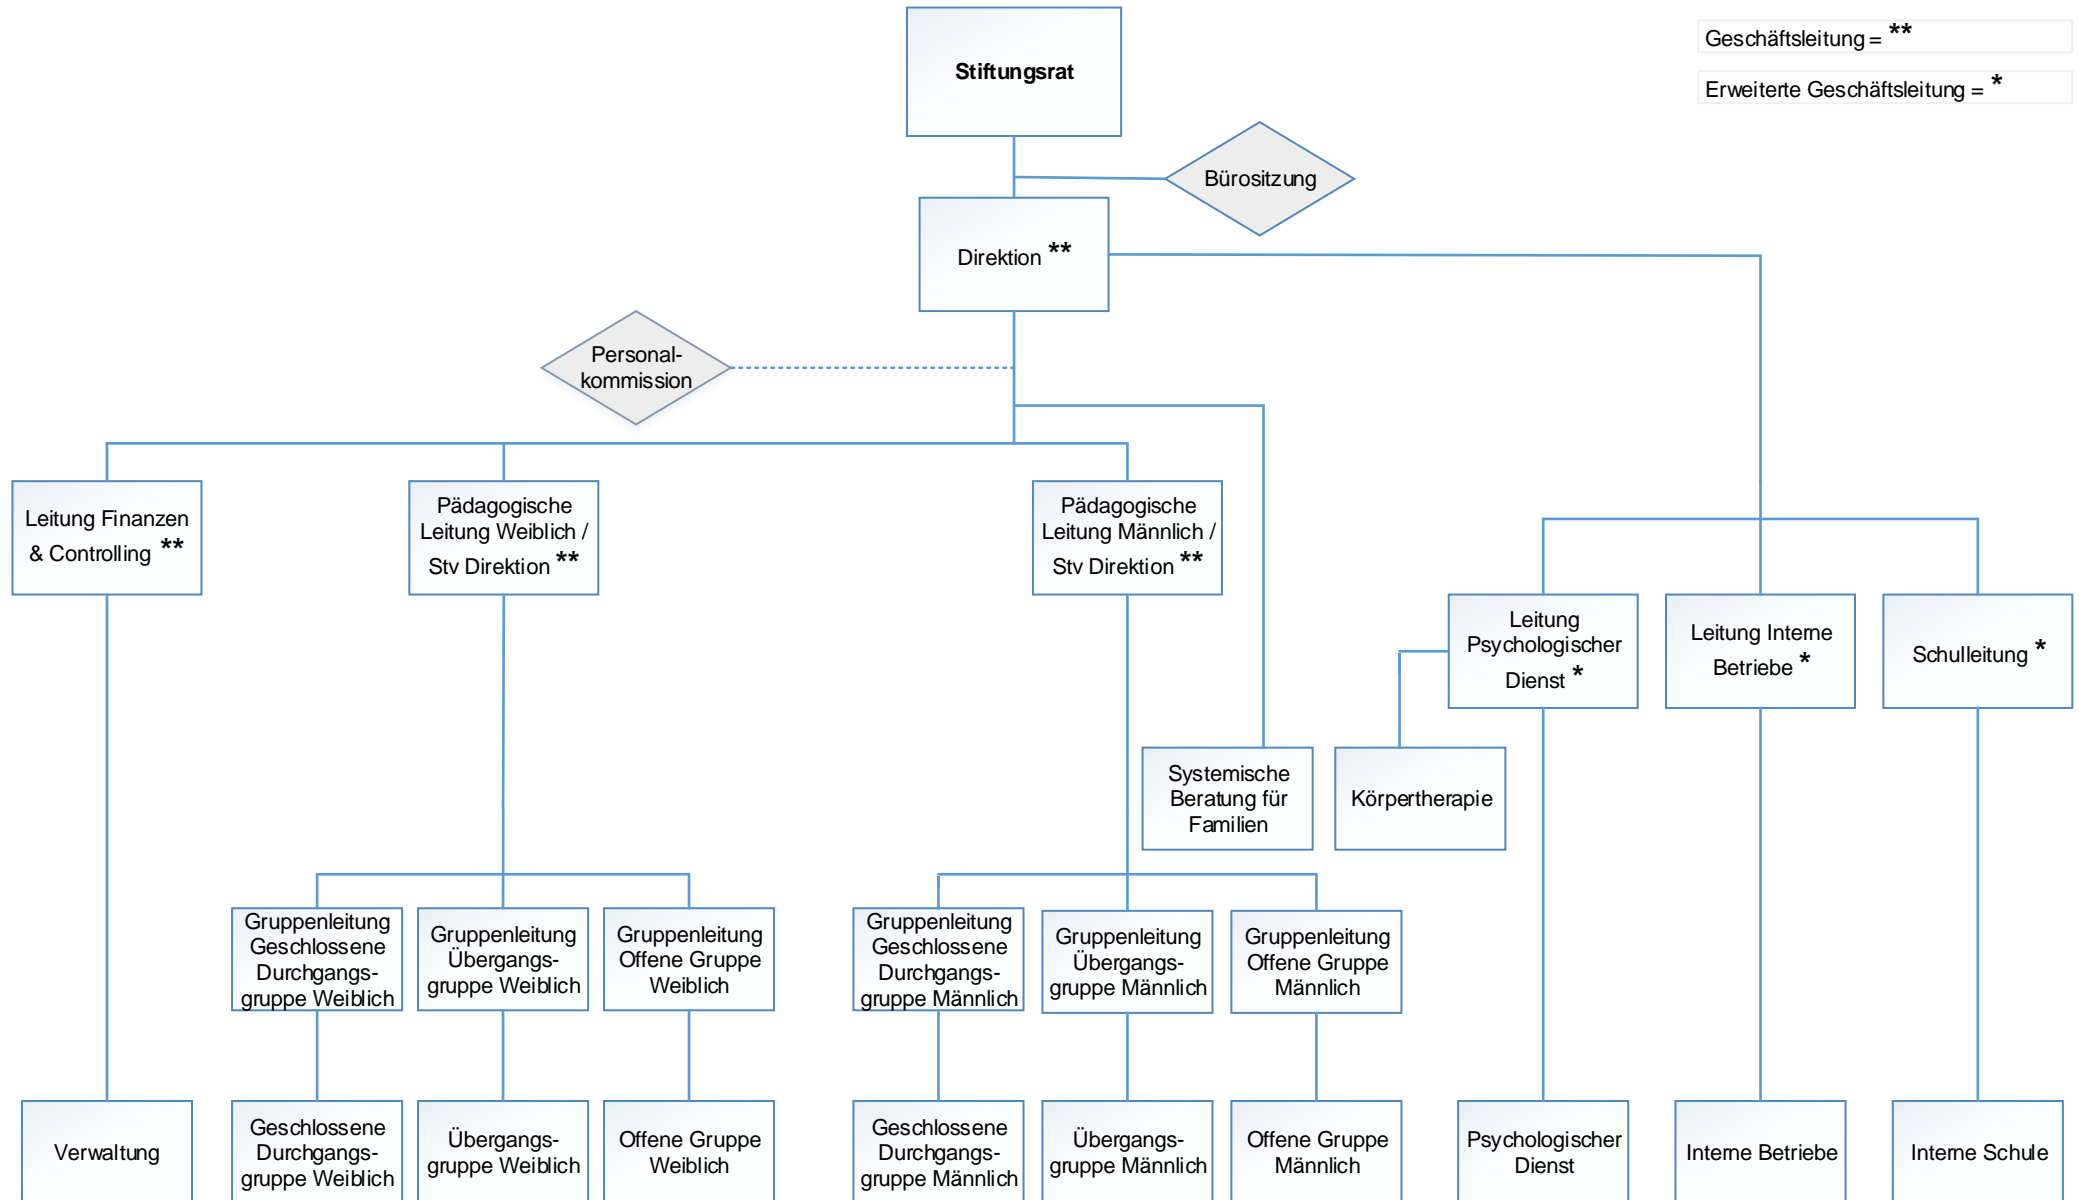 Stiftungsrat
Geschäftsleitung = **
Erweiterte Geschäftsleitung = *
Bürositzung
Direktion **
Personal-
kommission
Leitung Finanzen
& Controlling **
Pädagogische
Leitung Weiblich /
Stv Direktion **
Pädagogische
Leitung Männlich /
Stv Direktion **
Leitung
Psychologischer
Dienst *
Leitung Interne
Betriebe *
Schulleitung *
Systemische
Beratung für
Familien
Körpertherapie
Gruppenleitung
Geschlossene
Durchgangs-
gruppe Weiblich
Gruppenleitung
Übergangs-
gruppe Weiblich
Gruppenleitung
Offene Gruppe
Weiblich
Gruppenleitung
Geschlossene
Durchgangs-
gruppe Männlich
Gruppenleitung
Übergangs-
gruppe Männlich
Gruppenleitung
Offene Gruppe
Männlich
Verwaltung
Geschlossene
Durchgangs-
gruppe Weiblich
Übergangs-
gruppe Weiblich
Offene Gruppe
Weiblich
Geschlossene
Durchgangs-
gruppe Männlich
Übergangs-
gruppe Männlich
Offene Gruppe
Männlich
Psychologischer
Dienst
Interne Betriebe
Interne Schule